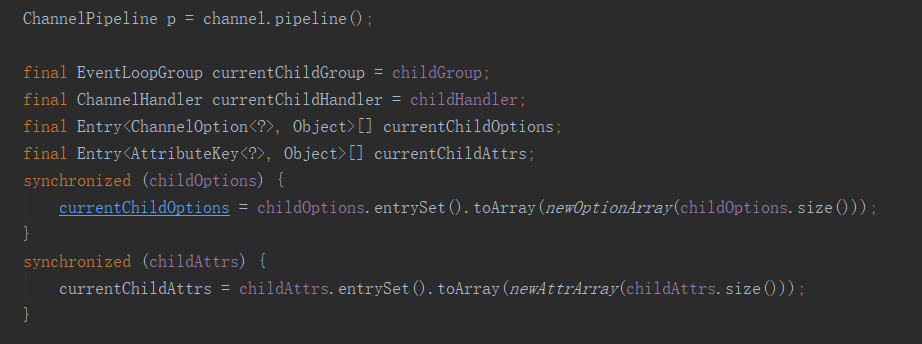 ChannelPipeline p = channel.pipeline();
final EventLoopGroup currentChildGroup = childGroup;
final ChannelHandler currentChildHandler = childHandler;
final Entry<ChannelOption<?>, Object>[] currentChildOptions;
final Entry<AttributeKey<?>, Object>[] currentChildAttrs;
synchronized (childOptions) {
    currentChildOptions = childOptions.entrySet().toArray(newOptionArray(childOptions.size()));
}
synchronized (childAttrs) {
    currentChildAttrs = childAttrs.entrySet().toArray(newAttrArray(childAttrs.size()));
}